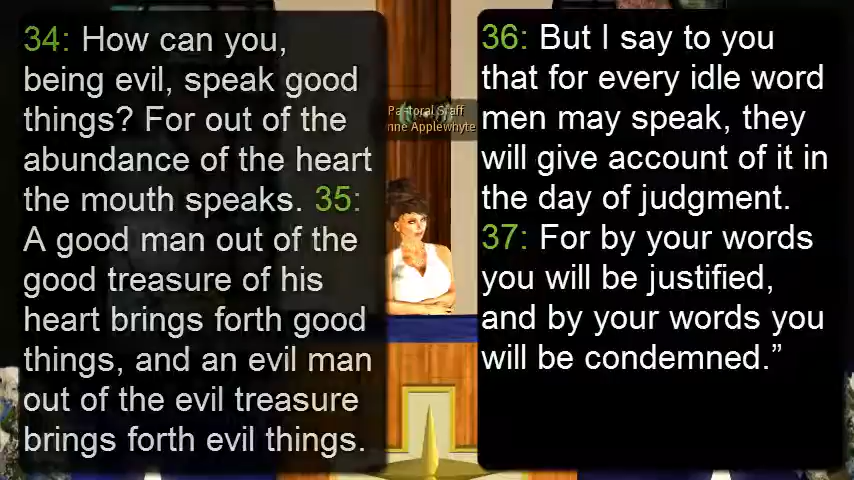 34: How can you,
being evil, speak good
things? For out of the
abundance of the heart
the mouth speaks. 35:
A good man out of the
good treasure of his
heart brings forth good
things, and an evil man
out of the evil treasure
brings forth evil things.
Pastoral Staff
nne Applewhyte
36: But I say to you
that for every idle word
men may speak, they
will give account of it in
the day of judgment.
37: For by your words
you will be justified,
and by your words you
will be condemned.”